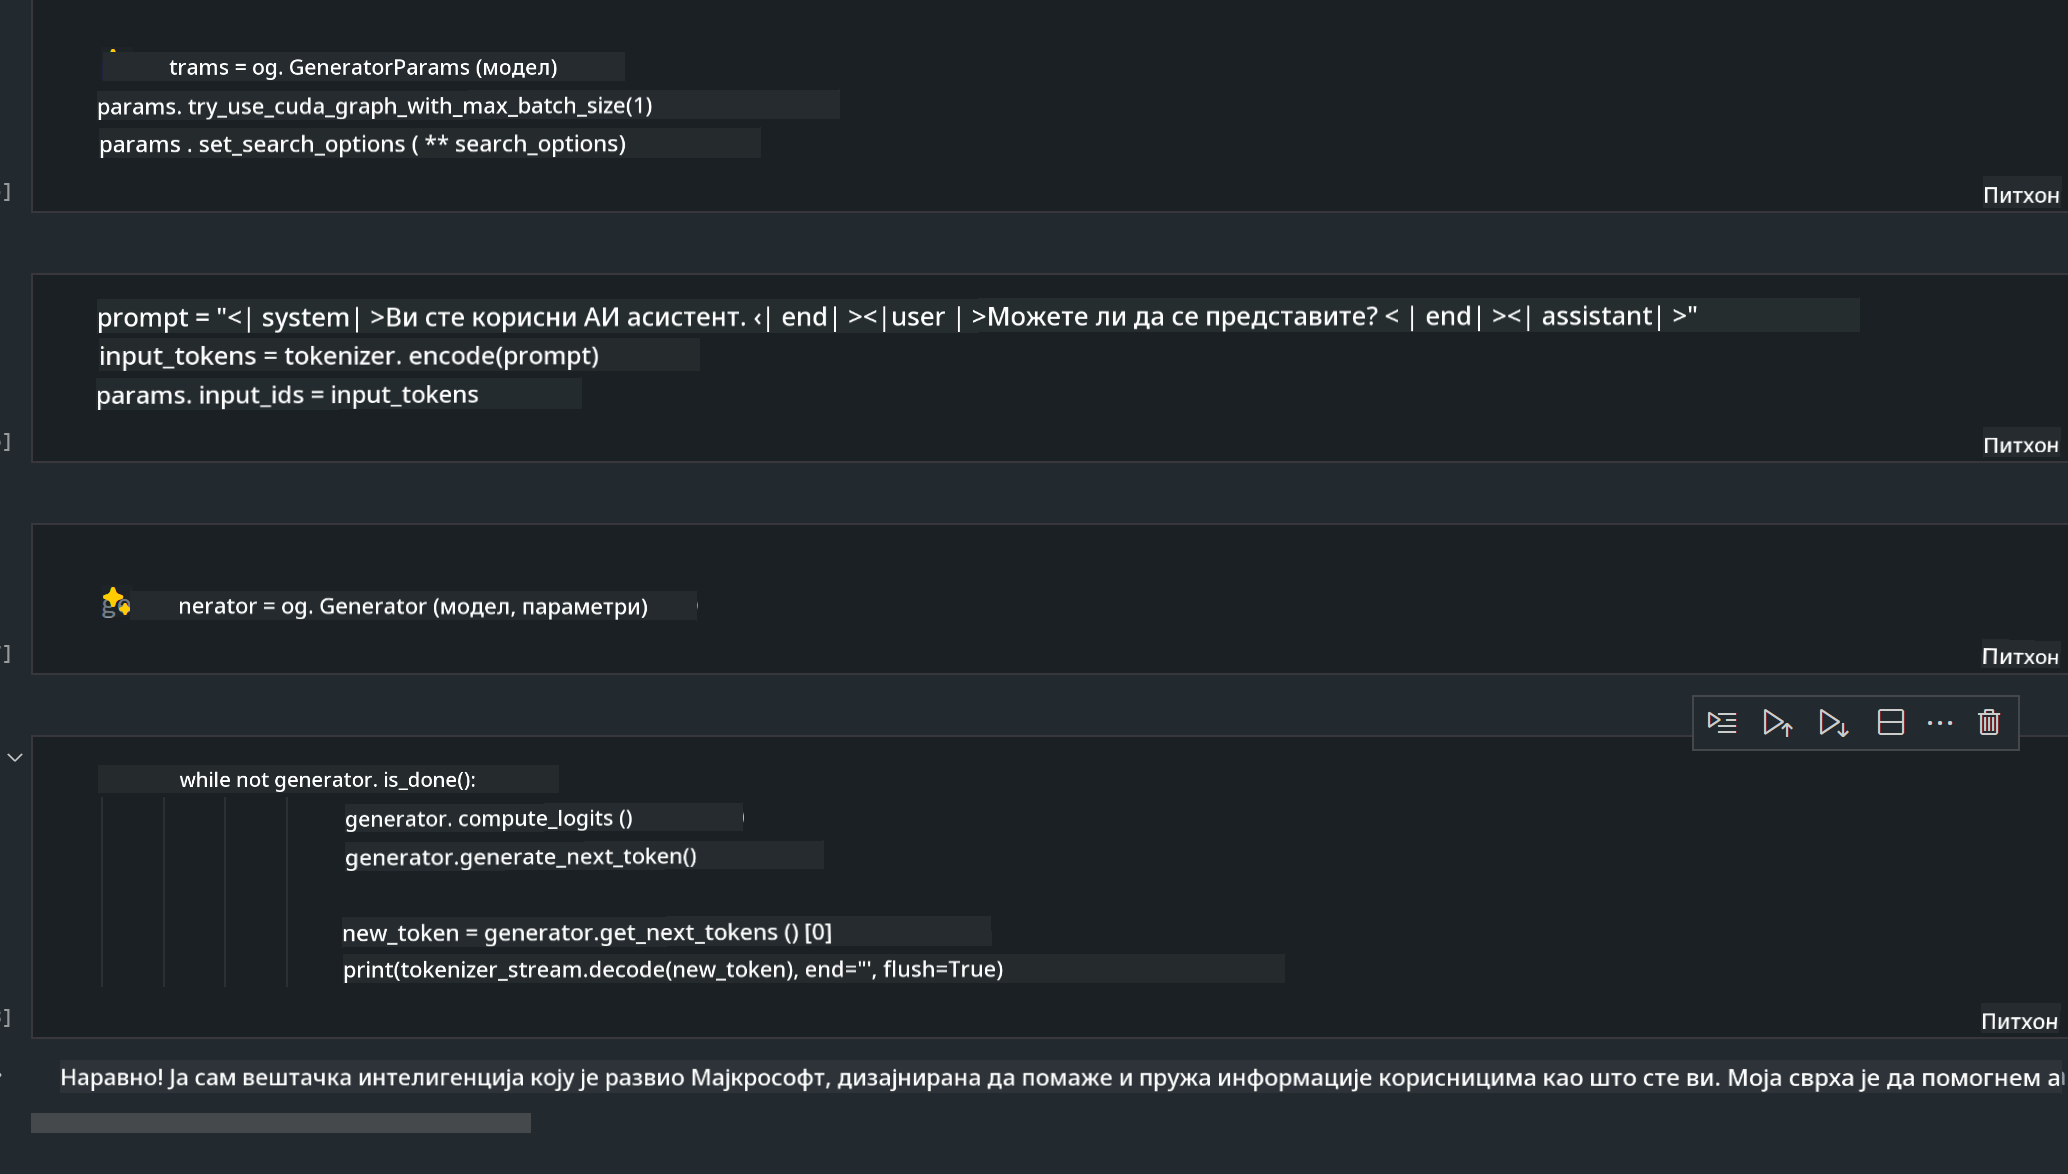 trams = og. GeneratorParams (модел)
params. try_use_cuda_graph_with_max_batch_size(1)
params . set_search_options ( ** search_options)
]
Питхон
prompt = "<| system| >Ви сте корисни АИ асистент. ‹| end| ><|user | >Можете ли да се представите? < | end| ><| assistant| >"
input_tokens = tokenizer. encode(prompt)
params. input_ids = input_tokens
]
Питхон
nerator = og. Generator (модел, параметри)
]
Питхон
while not generator. is_done():
generator. compute_logits ()
generator.generate_next_token()
new_token = generator.get_next_tokens () [0]
print(tokenizer_stream.decode(new_token), end="', flush=True)
]
Питхон
Наравно! Ја сам вештачка интелигенција коју је развио Мајкрософт, дизајнирана да помаже и пружа информације корисницима као што сте ви. Моја сврха је да помогнем